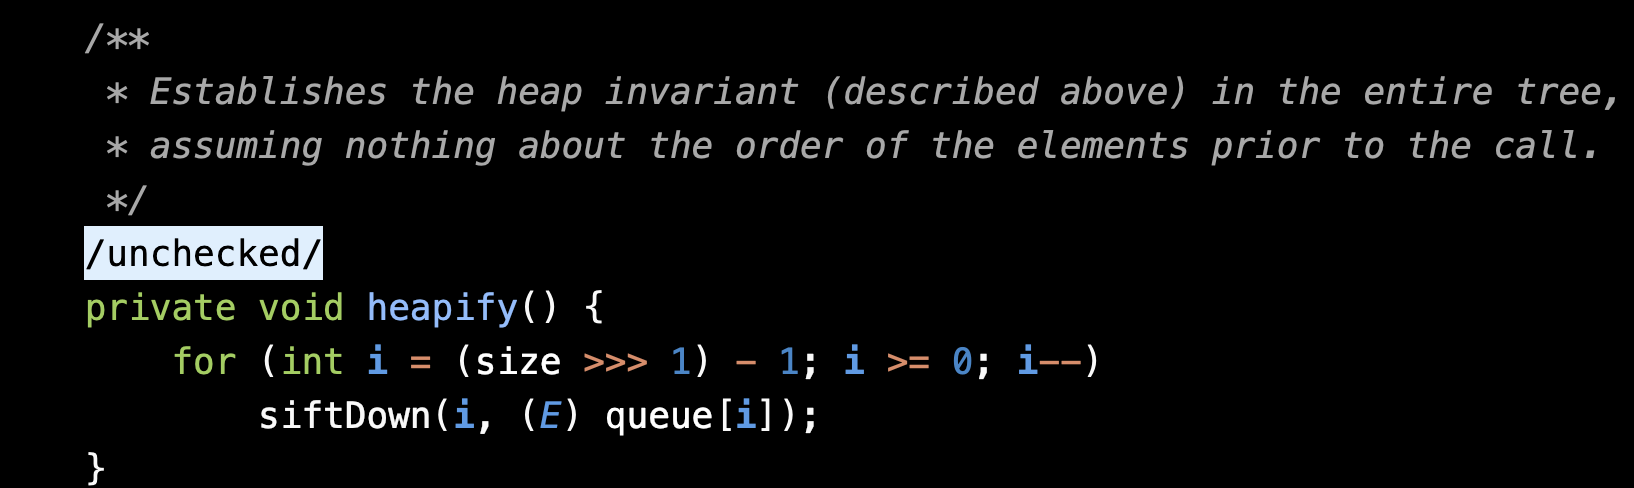 /**
* Establishes the heap invariant (described above) in the entire tree,
* assuming nothing about the order of the elements prior to the call.
*/
/unchecked/
private void heapify() {
for (int i = (size >>> 1) - 1; i >= 0; i--)
siftDown(i, (E) queue[i]);
}